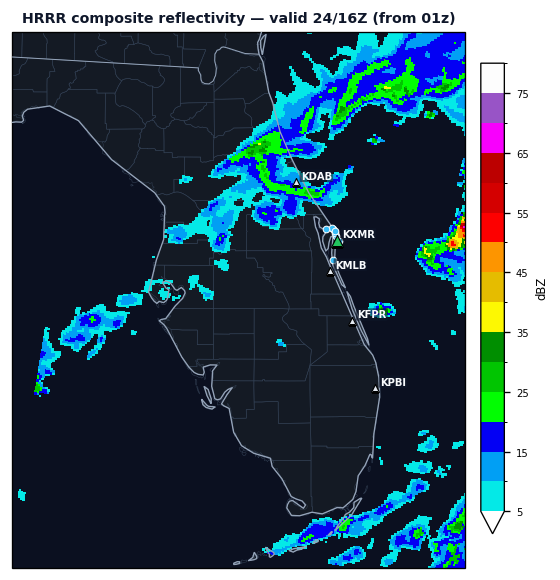 HRRR composite reflectivity — valid 24/16Z (from 01z)
KDAB
KXMR
KMLB
KFPR
KPBI
75
65
55
45
35
25
15
5
dBZ